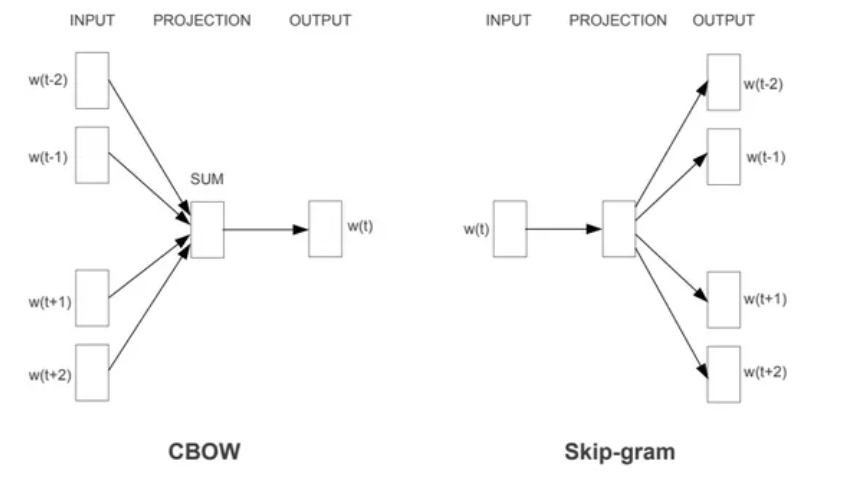 INPUT PROJECTION OUTPUT
w(t-2)
w(t-1)
SUM
w(t)
w(t+1)
w(t+2)
CBOW
INPUT PROJECTION OUTPUT
w(t-2)
w(t-1)
w(t)
w(t+1)
w(t+2)
Skip-gram